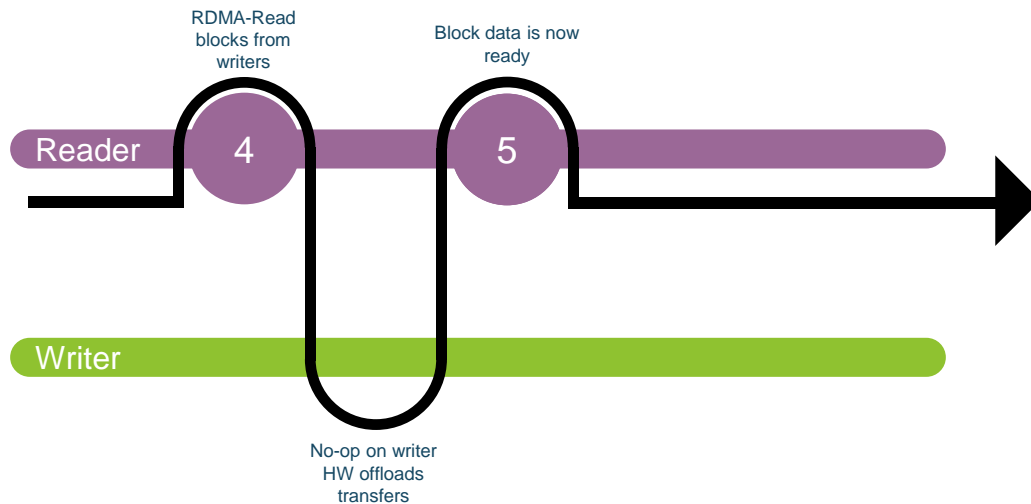 RDMA-Read
blocks from
writers
Block data is now
ready
Reader
4
5
Writer
No-op on writer
HW offloads
transfers